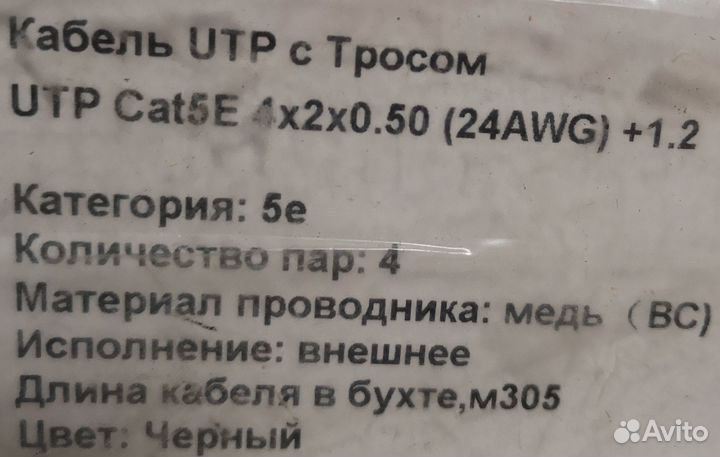 Кабель UTP с Тросом
UTP Cat5E 4x2x0.50 (24AWG) +1.2
Категория: 5е
Количество пар: 4
Материал проводника: медь (BC)
Исполнение: внешнее
Длина кабеля в бухте,м305
Цвет: Черный
Avito